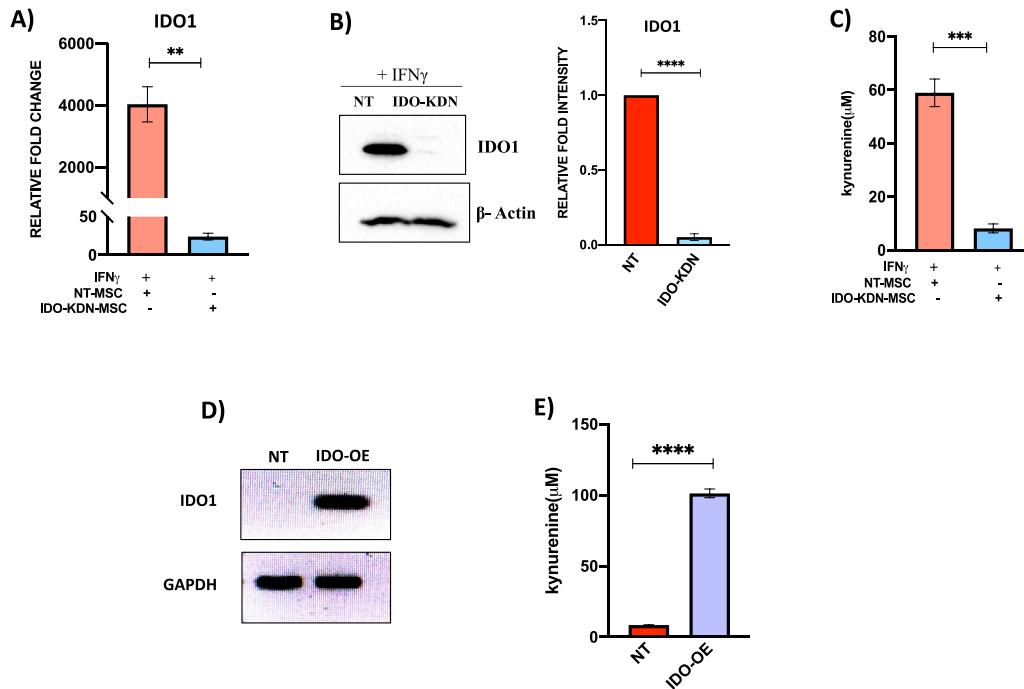 A)
IDO1
**
RELATIVE FOLD CHANGE
6000
4000
2000
50
0
IFNγ + +
NT-MSC + -
IDO-KDN-MSC - +
B)
+ IFNγ
NT IDO-KDN
IDO1
β- Actin
IDO1
****
RELATIVE FOLD INTENSITY
1.5
1.0
0.5
0.0
NT
IDO-KDN
C)
***
kynurenine(μM)
80
60
40
20
0
IFNγ + +
NT-MSC + -
IDO-KDN-MSC - +
D)
NT IDO-OE
IDO1
GAPDH
E)
****
kynurenine(μM)
150
100
50
0
NT
IDO-OE